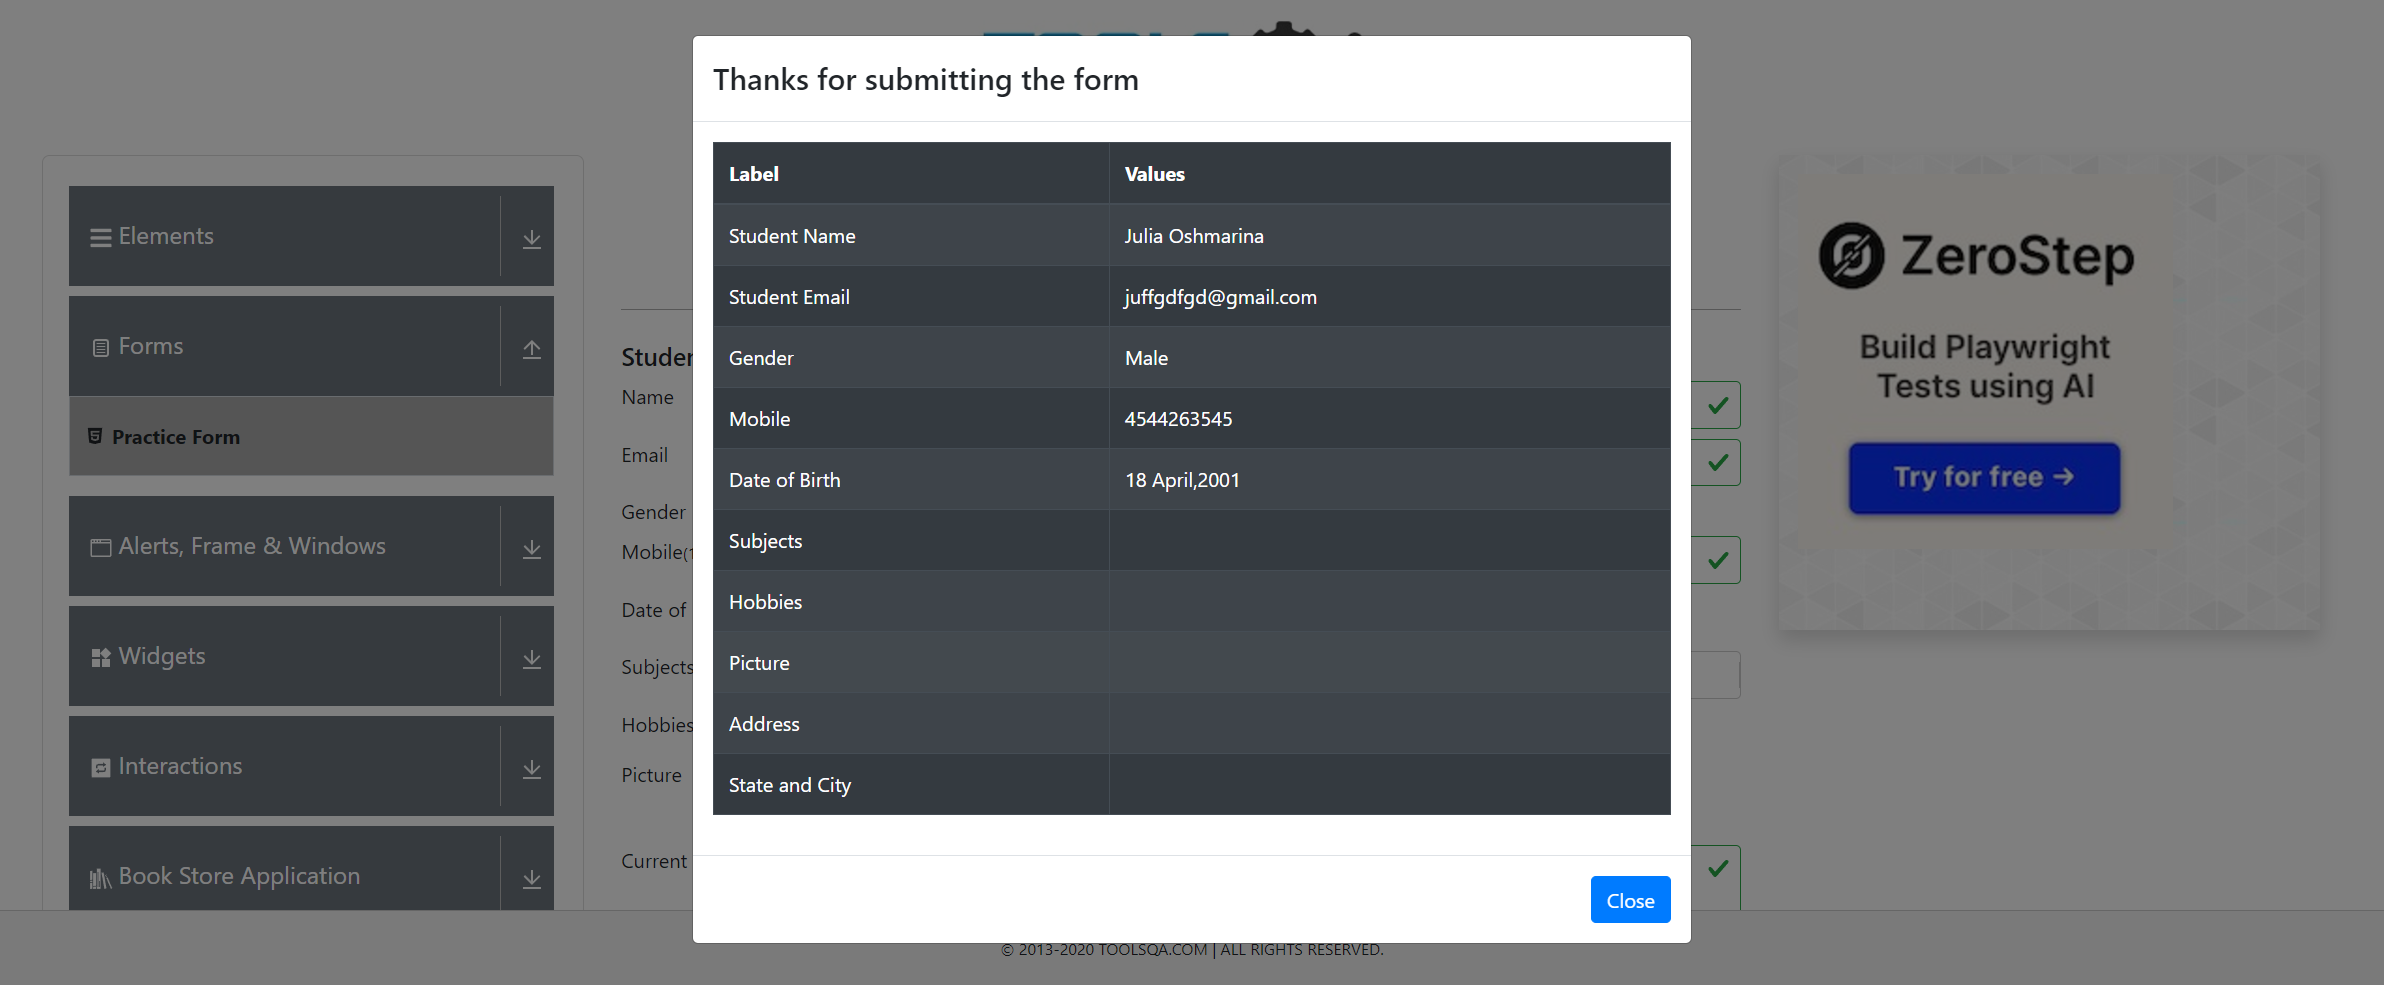 Thanks for submitting the form
Label Values
Student Name Julia Oshmarina
Student Email juffgdfgd@gmail.com
Gender Male
Mobile 4544263545
Date of Birth 18 April,2001
Subjects
Hobbies
Picture
Address
State and City
Close
Elements
Forms
Practice Form
Alerts, Frame & Windows
Widgets
Interactions
Book Store Application
Name
Email
Gender
Mobile
Date of
Subjects
Hobbies
Picture
Current
ZeroStep
Build Playwright
Tests using AI
Try for free →
© 2013-2020 TOOLSQA.COM | ALL RIGHTS RESERVED.